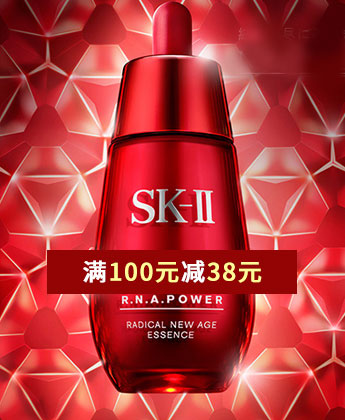 SK-II
满100元减38元
R.N.A.POWER
RADICAL NEW AGE
ESSENCE